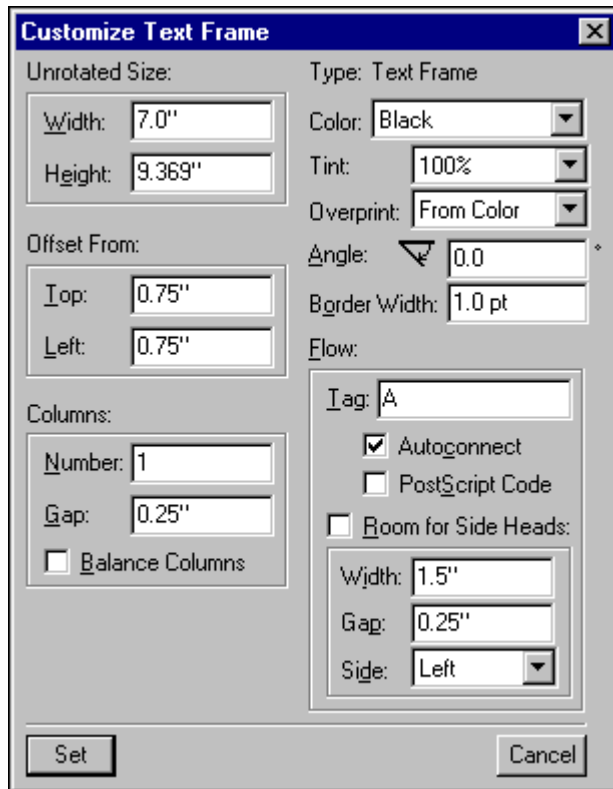 Customize Text Frame
Unrotated Size:
Width: 7.0"
Height: 9.369"
Offset From:
Top: 0.75"
Left: 0.75"
Columns:
Number: 1
Gap: 0.25"
Balance Columns
Type: Text Frame
Color: Black
Tint: 100%
Overprint: From Color
Angle: 0.0 °
Border Width: 1.0 pt
Flow:
Tag: A
Autoconnect
PostScript Code
Room for Side Heads:
Width: 1.5"
Gap: 0.25"
Side: Left
Set
Cancel